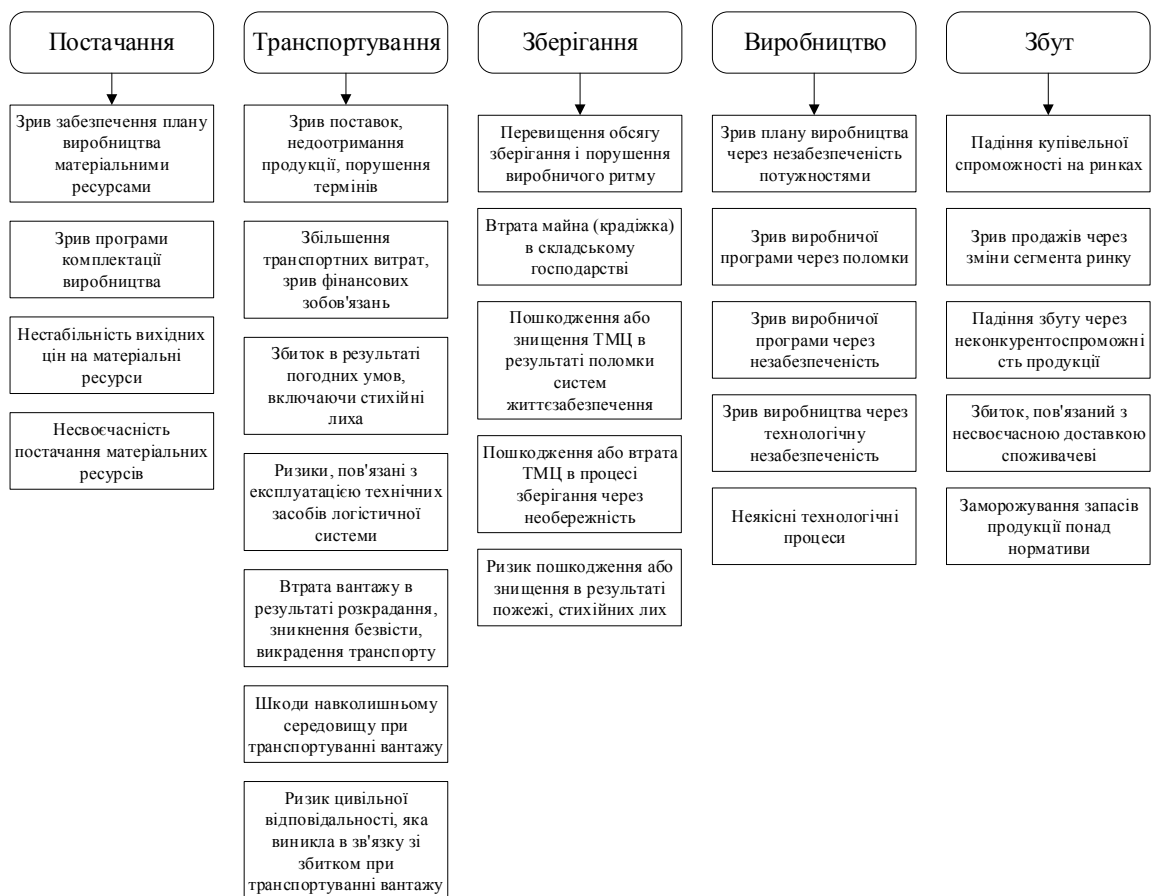 Постачання
Зрив забезпечення плану
виробництва
матеріальними
ресурсами
Зрив програми
комплектації
виробництва
Нестабільність вихідних
цін на матеріальні
ресурси
Несвоєчасність
постачання матеріальних
ресурсів
Транспортування
Зрив поставок,
недоотримання
продукції, порушення
термінів
Збільшення
транспортних витрат,
зрив фінансових
зобов'язань
Збиток в результаті
погодних умов,
включаючи стихійні
лиха
Ризики, пов'язані з
експлуатацією технічних
засобів логістичної
системи
Втрата вантажу в
результаті розкрадання,
зникнення безвісти,
викрадення транспорту
Шкоди навколишньому
середовищу при
транспортуванні вантажу
Ризик цивільної
відповідальності, яка
виникла в зв'язку зі
збитком при
транспортуванні вантажу
Зберігання
Перевищення обсягу
зберігання і порушення
виробничого ритму
Втрата майна (крадіжка)
в складському
господарстві
Пошкодження або
знищення ТМЦ в
результаті поломки
систем
життєзабезпечення
Пошкодження або втрата
ТМЦ в процесі
зберігання через
необережність
Ризик пошкодження або
знищення в результаті
пожежі, стихійних лих
Виробництво
Зрив плану виробництва
через незабезпеченість
потужностями
Зрив виробничої
програми через поломки
Зрив виробничої
програми через
незабезпеченість
Зрив виробництва через
технологічну
незабезпеченість
Неякісні технологічні
процеси
Збут
Падіння купівельної
спроможності на ринках
Зрив продажів через
зміни сегмента ринку
Падіння збуту через
неконкурентоспроможні
сть продукції
Збиток, пов'язаний з
несвоєчасною доставкою
споживачеві
Заморожування запасів
продукції понад
нормативи